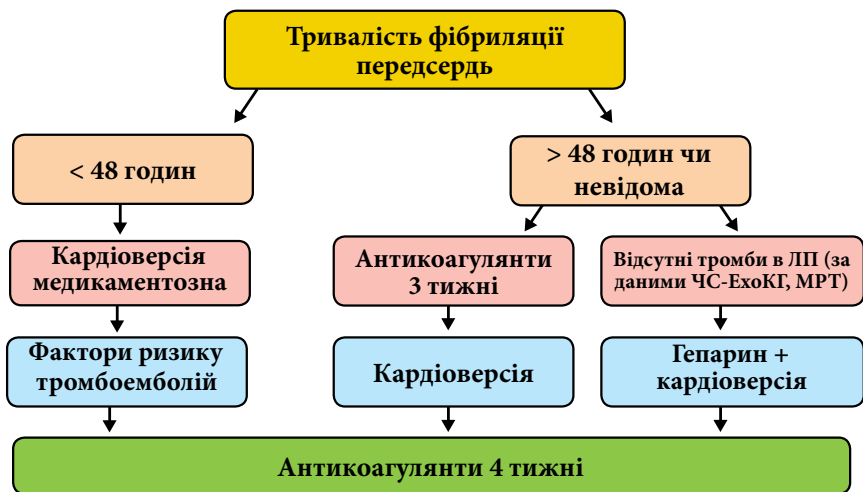 Тривалість фібриляції
передсердь
< 48 годин
> 48 годин чи
невідома
Кардіоверсія
медикаментозна
Антикоагулянти
3 тижні
Відсутні тромби в ЛП (за
даними ЧС-ЕхоКГ, МРТ)
Фактори ризику
тромбоемболій
Кардіоверсія
Гепарин +
кардіоверсія
Антикоагулянти 4 тижні